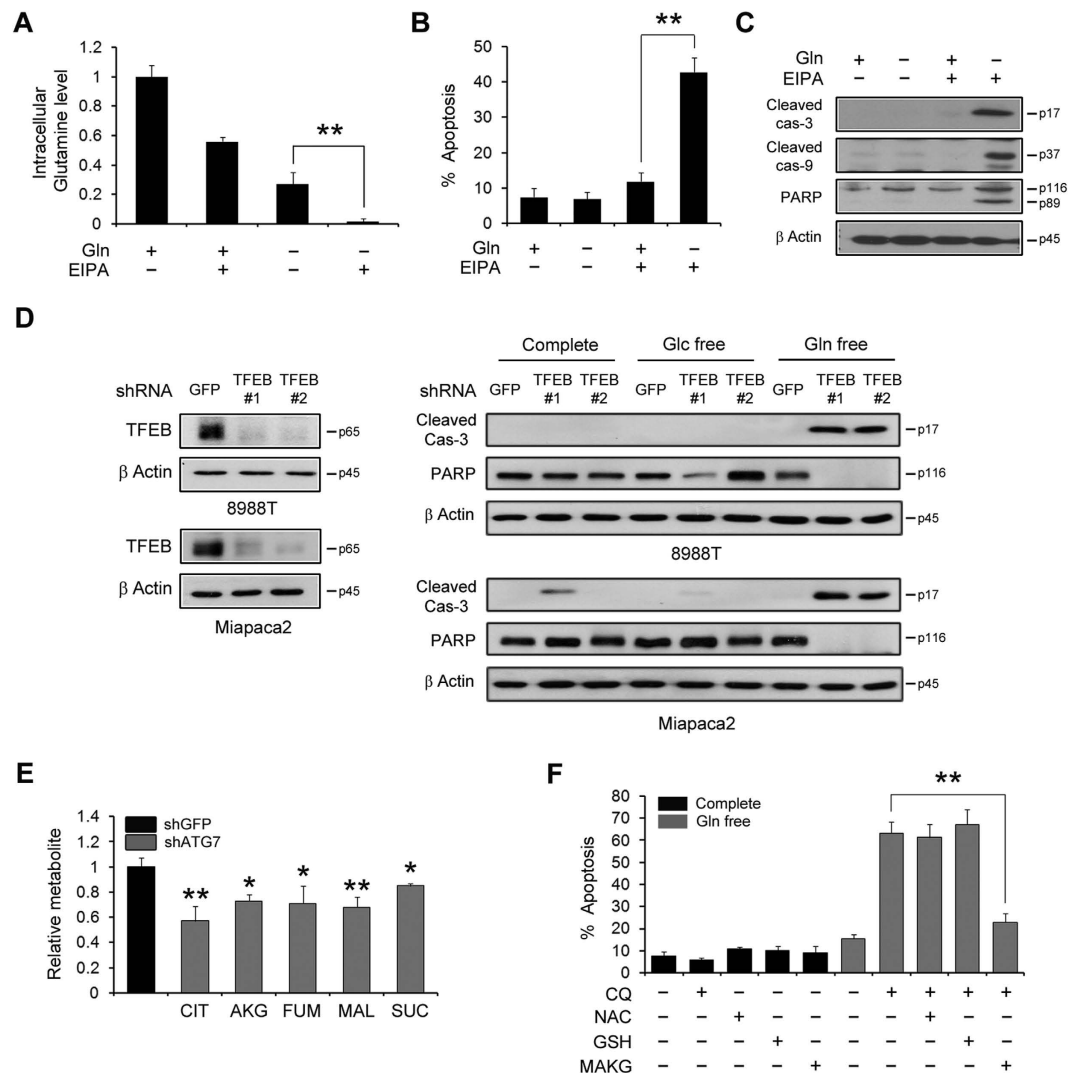 A
Intracellular
Glutamine level
1.2
1
0.8
0.6
0.4
0.2
0
**
Gln + + − −
EIPA − + − +
B
% Apoptosis
50
40
30
20
10
0
**
Gln + − + −
EIPA − − + +
C
Gln + − + −
EIPA − − + +
Cleaved
cas-3
p17
Cleaved
cas-9
p37
PARP
p116
p89
β Actin
p45
D
shRNA GFP TFEB #1 TFEB #2
TFEB
p65
β Actin
p45
8988T
TFEB
p65
β Actin
p45
Miapaca2
Complete Glc free Gln free
shRNA GFP TFEB #1 TFEB #2 GFP TFEB #1 TFEB #2 GFP TFEB #1 TFEB #2
Cleaved
Cas-3
p17
PARP
p116
β Actin
p45
8988T
Cleaved
Cas-3
p17
PARP
p116
β Actin
p45
Miapaca2
E
Relative metabolite
1.4
1.2
1
0.8
0.6
0.4
0.2
0
shGFP
shATG7
** * * ** *
CIT AKG FUM MAL SUC
F
% Apoptosis
80
70
60
50
40
30
20
10
0
Complete
Gln free
**
CQ − + − − − − + + + +
NAC − − + − − − − + − −
GSH − − − + − − − − + −
MAKG − − − − + − − − − +